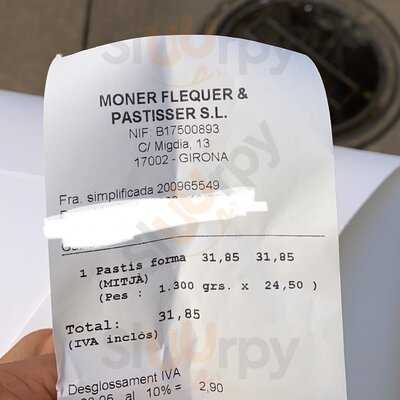 MONER FLEQUER &
PASTISSER S.L.
NIF. B17500893
C/ Migdia, 13
17002 - GIRONA
Fra. simplificada 200965549
1 Pastis forma 31,85 31,85
(MITJÀ)
(Pes : 1.300 grs. x 24,50 )
Total: 31,85
(IVA inclòs)
Desglossament IVA
al 10% = 2,90